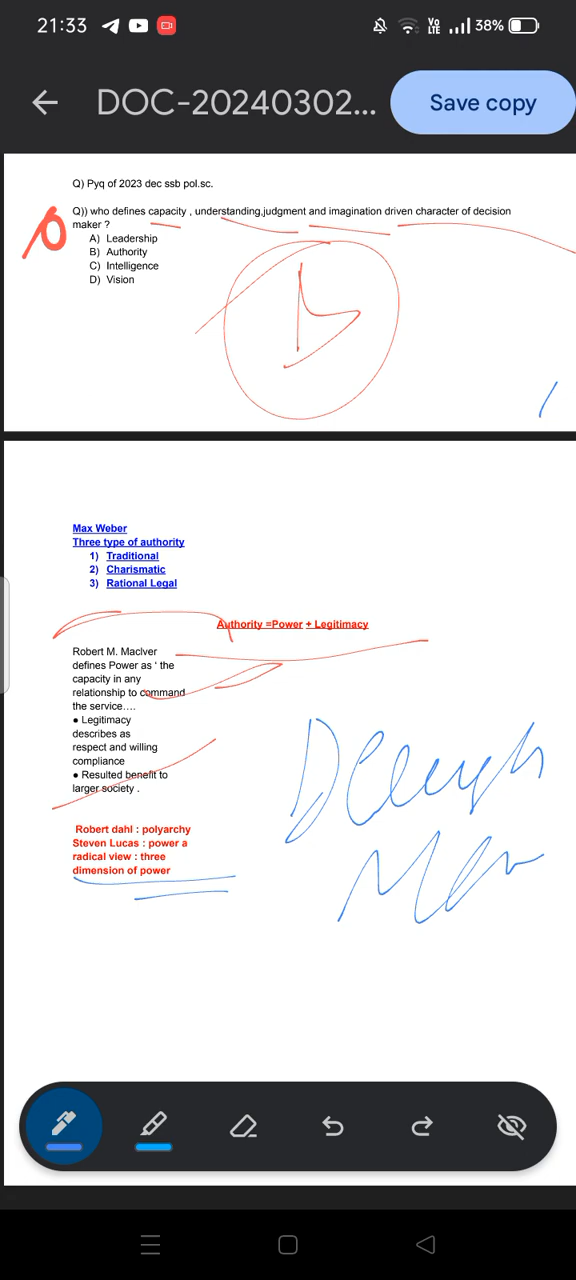 21:33
Vo
LTE
38%
DOC-20240302...
Save copy
Q) Pyq of 2023 dec ssb pol.sc.
Q)) who defines capacity , understanding,judgment and imagination driven character of decision
maker ?
A) Leadership
B) Authority
C) Intelligence
D) Vision
Max Weber
Three type of authority
1) Traditional
2) Charismatic
3) Rational Legal
Authority =Power + Legitimacy
Robert M. MacIver
defines Power as ‘ the
capacity in any
relationship to command
the service….
● Legitimacy
describes as
respect and willing
compliance
● Resulted benefit to
larger society .
Robert dahl : polyarchy
Steven Lucas : power a
radical view : three
dimension of power